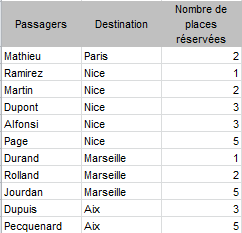 Passagers Destination Nombre de places réservées
Mathieu Paris 2
Ramirez Nice 1
Martin Nice 2
Dupont Nice 3
Alfonsi Nice 3
Page Nice 5
Durand Marseille 1
Rolland Marseille 2
Jourdan Marseille 5
Dupuis Aix 3
Pecquenard Aix 5